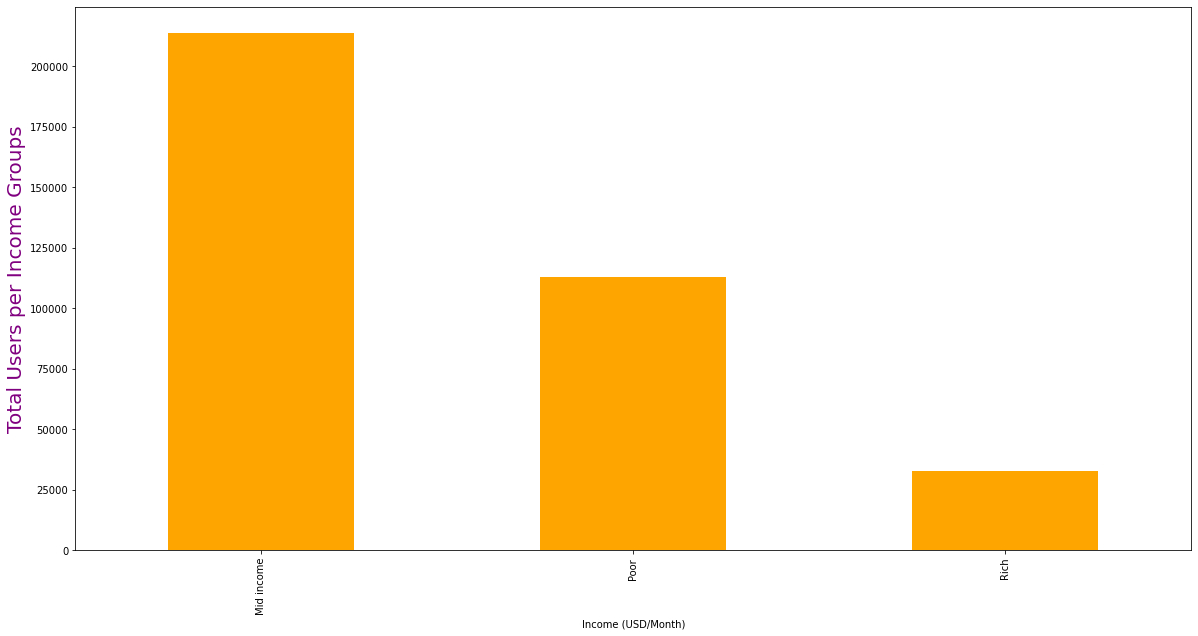 Total Users per Income Groups
200000
175000
150000
125000
100000
75000
50000
25000
0
Mid income
Poor
Rich
Income (USD/Month)